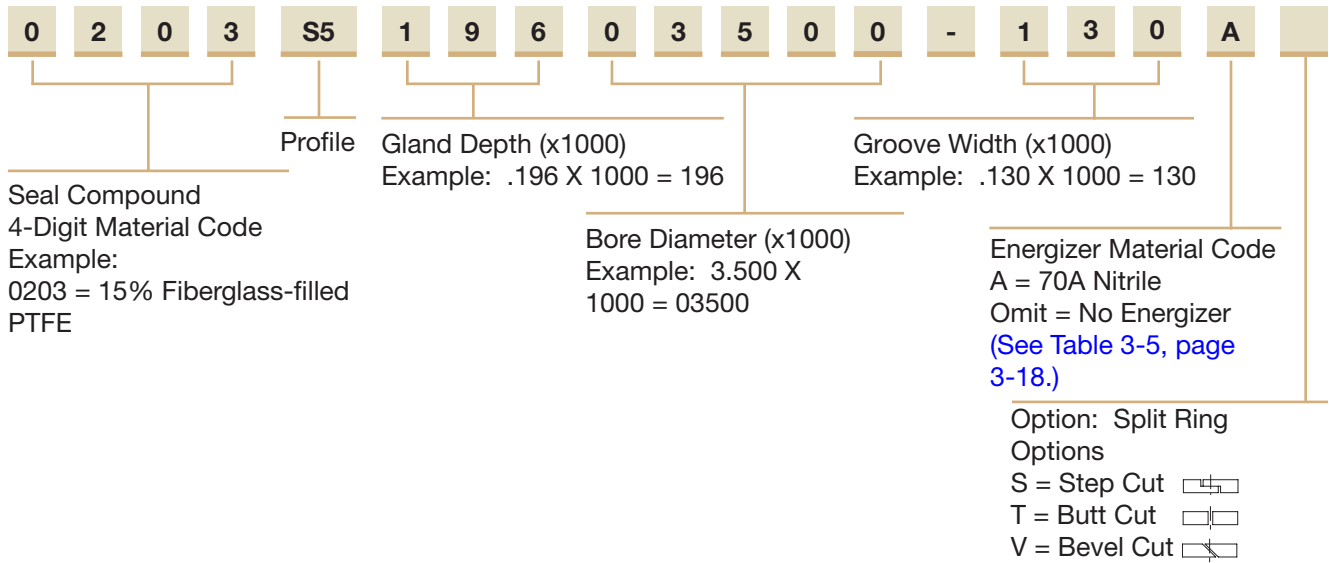 0 2 0 3 S5 1 9 6 0 3 5 0 0 - 1 3 0 A
Profile
Seal Compound
4-Digit Material Code
Example:
0203 = 15% Fiberglass-filled
PTFE
Gland Depth (x1000)
Example: .196 X 1000 = 196
Bore Diameter (x1000)
Example: 3.500 X
1000 = 03500
Groove Width (x1000)
Example: .130 X 1000 = 130
Energizer Material Code
A = 70A Nitrile
Omit = No Energizer
(See Table 3-5, page
3-18.)
Option: Split Ring
Options
S = Step Cut
T = Butt Cut
V = Bevel Cut